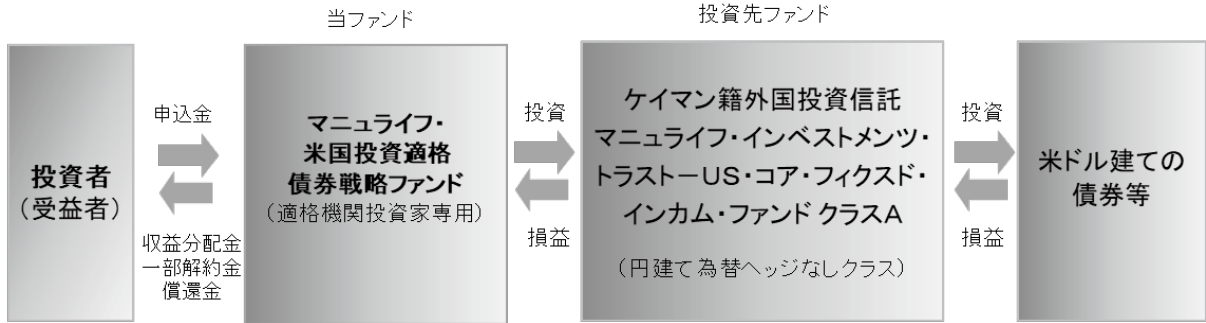 当ファンド
投資先ファンド
投資者
（受益者）
申込金
収益分配金
一部解約金
償還金
マニュライフ・
米国投資適格
債券戦略ファンド
（適格機関投資家専用）
投資
損益
ケイマン籍外国投資信託
マニュライフ・インベストメンツ・
トラスト－US・コア・フィクスド・
インカム・ファンド クラスA
（円建て 為替ヘッジなしクラス）
投資
損益
米ドル建ての
債券等